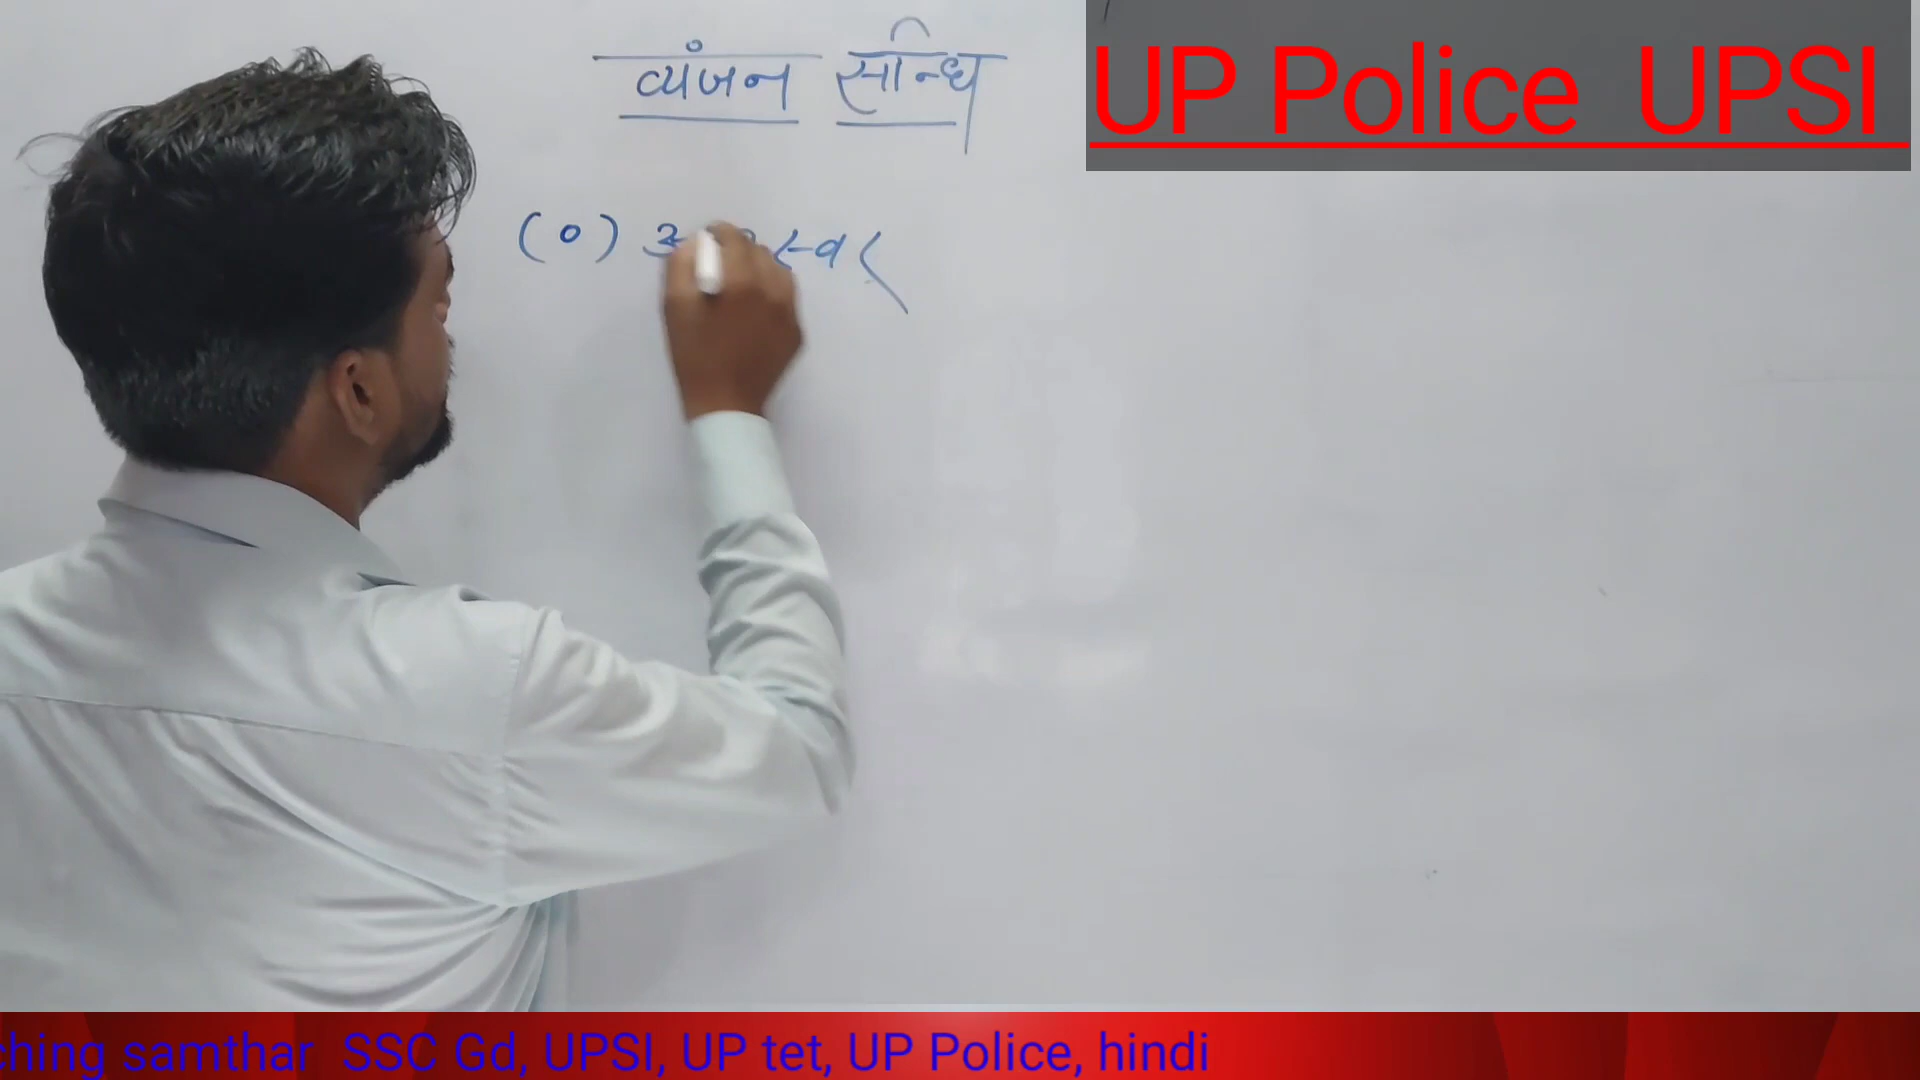 व्यंजन सन्धि
UP Police UPSI
(०)
ching samthar SSC Gd, UPSI, UP tet, UP Police, hindi